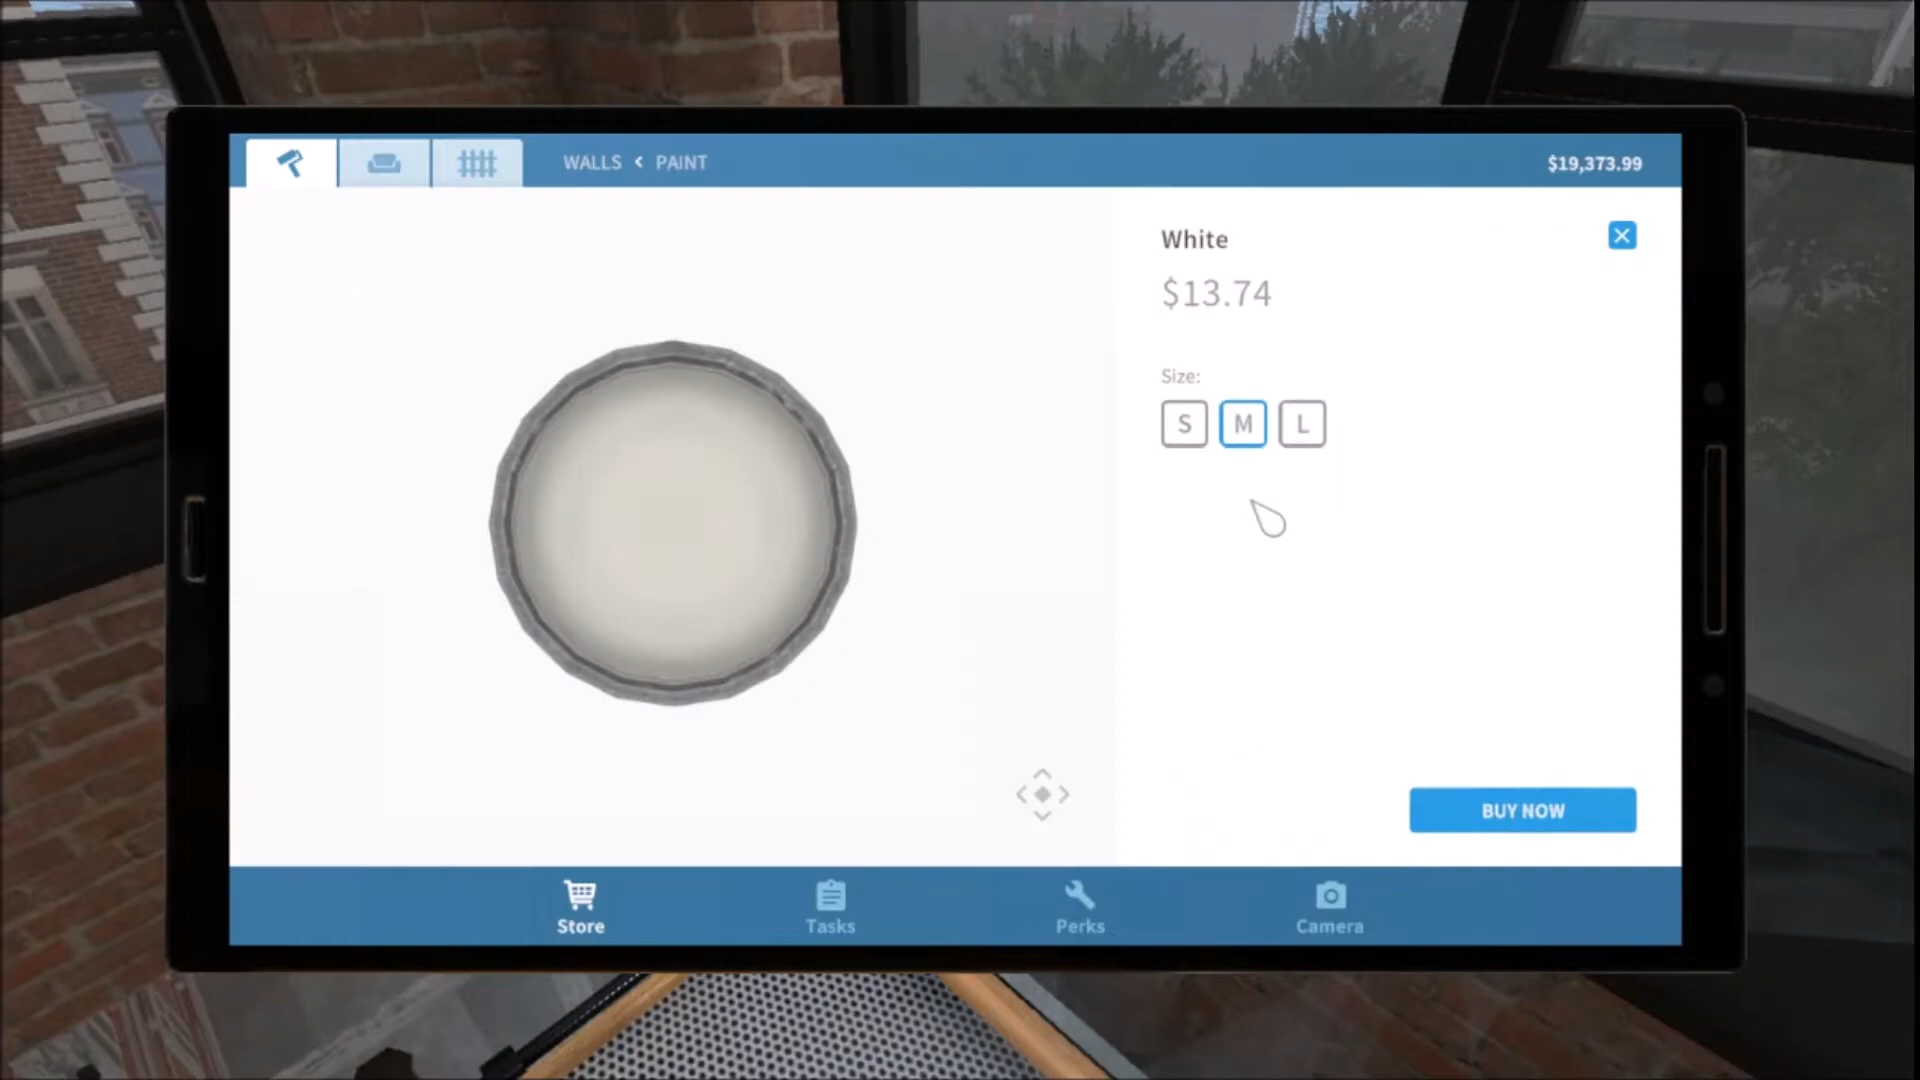 WALLS < PAINT
$19,373.99
White
$13.74
Size:
S M L
BUY NOW
Store Tasks Perks Camera